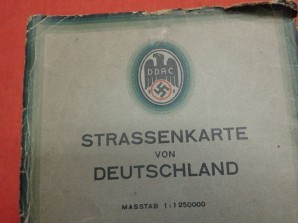 DDAC
STRASSENKARTE
VON
DEUTSCHLAND
MASSTAB 1:1250000